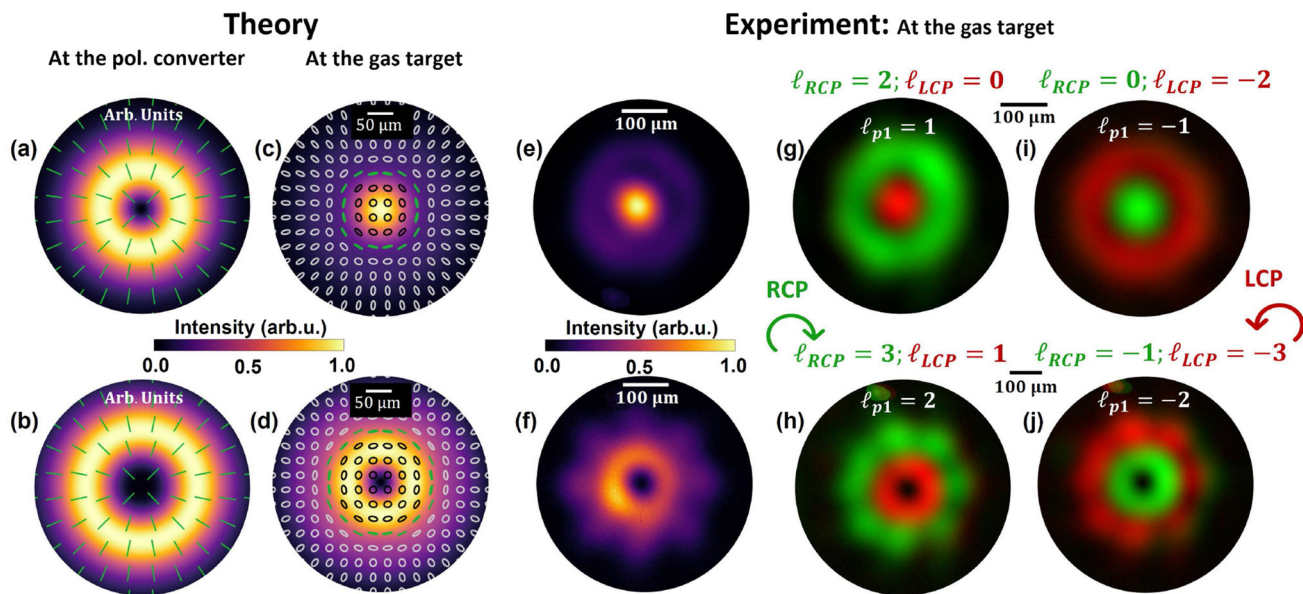 Theory
Experiment: At the gas target
At the pol. converter
At the gas target
ℓ_RCP = 2; ℓ_LCP = 0
ℓ_RCP = 0; ℓ_LCP = −2
(a)
Arb. Units
(c)
50 μm
(e)
100 μm
(g)
ℓ_p1 = 1
100 μm
(i)
ℓ_p1 = −1
RCP
LCP
Intensity (arb.u.)
0.0 0.5 1.0
Intensity (arb.u.)
0.0 0.5 1.0
ℓ_RCP = 3; ℓ_LCP = 1
ℓ_RCP = −1; ℓ_LCP = −3
(b)
Arb. Units
(d)
50 μm
(f)
100 μm
(h)
ℓ_p1 = 2
100 μm
(j)
ℓ_p1 = −2